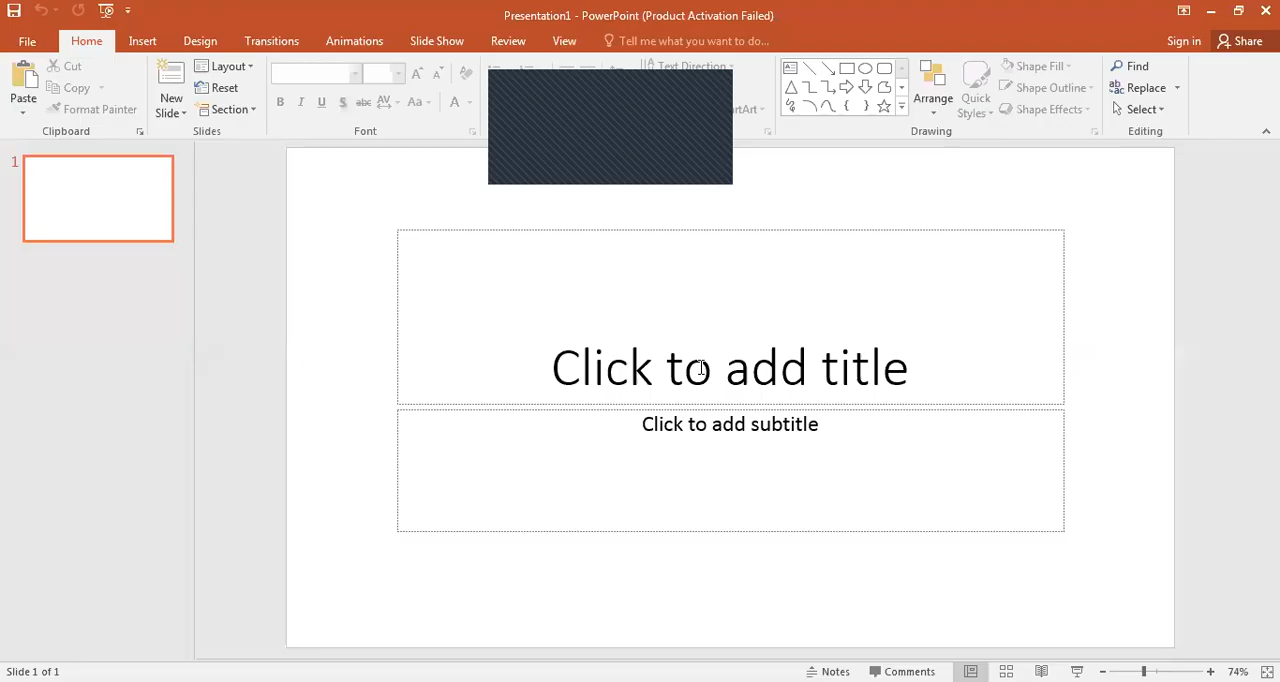 Presentation1 - PowerPoint (Product Activation Failed)
File Home Insert Design Transitions Animations Slide Show Review View Tell me what you want to do... Sign in Share
Paste
Cut
Copy
Format Painter
Clipboard
New
Slide
Layout
Reset
Section
Slides
B I U S abc AV Aa A
Font
Text Direction
Arrange
Quick
Styles
Shape Fill
Shape Outline
Shape Effects
Drawing
Find
Replace
Select
Editing
1
Click to add title
Click to add subtitle
Slide 1 of 1
Notes Comments 74%